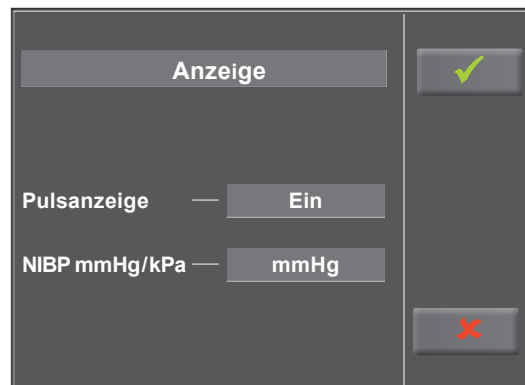 Anzeige
Pulsanzeige — Ein
NIBP mmHg/kPa — mmHg